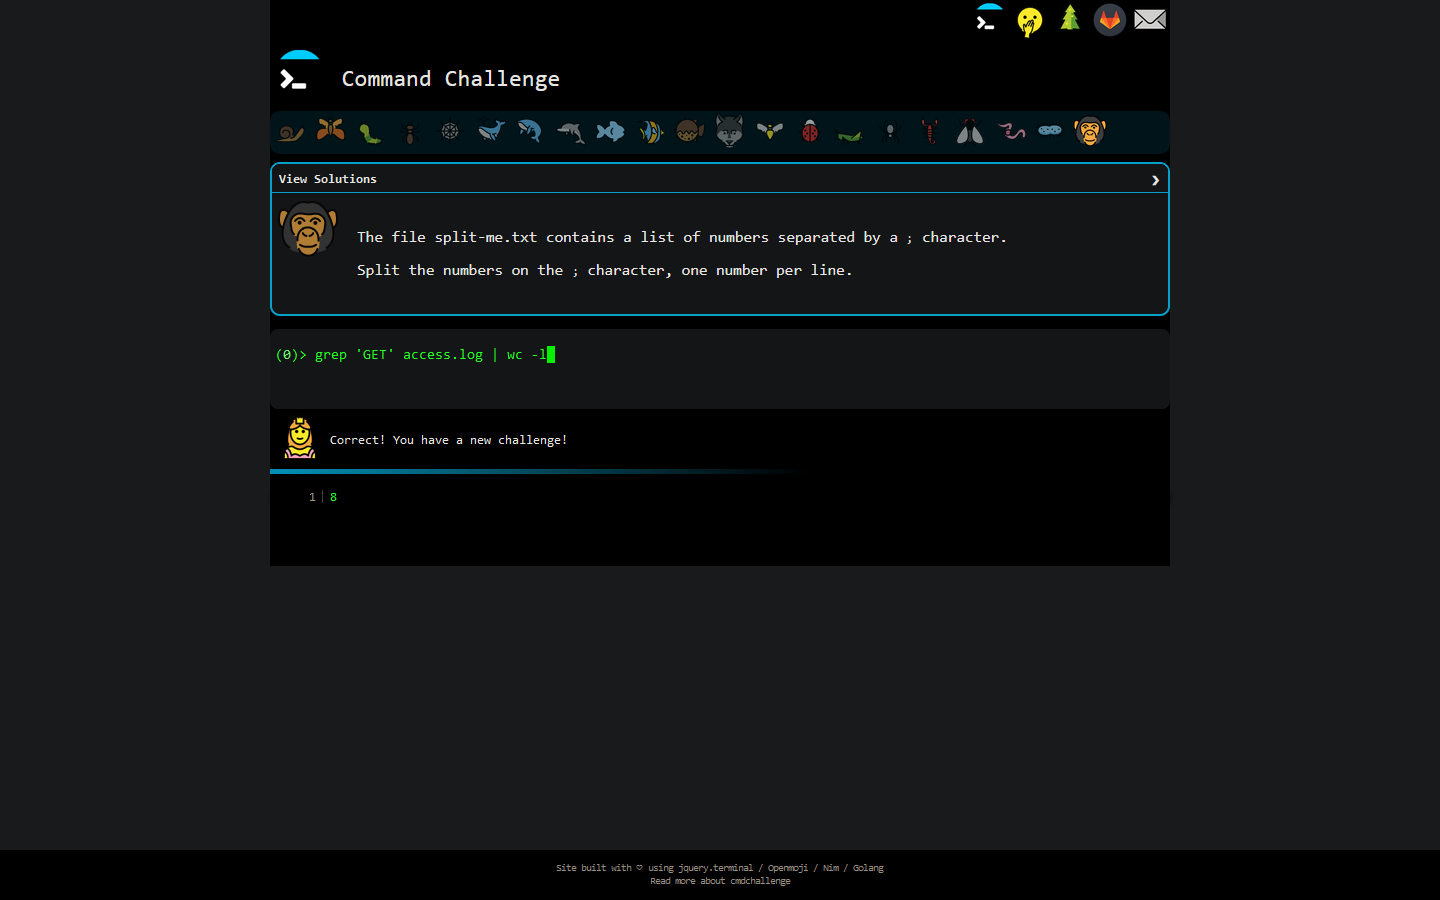 Command Challenge
View Solutions
The file split-me.txt contains a list of numbers separated by a ; character.
Split the numbers on the ; character, one number per line.
(0)> grep 'GET' access.log | wc -l
Correct! You have a new challenge!
1 8
Site built with ♡ using jquery.terminal / Openmoji / Nim / Golang
Read more about cmdchallenge